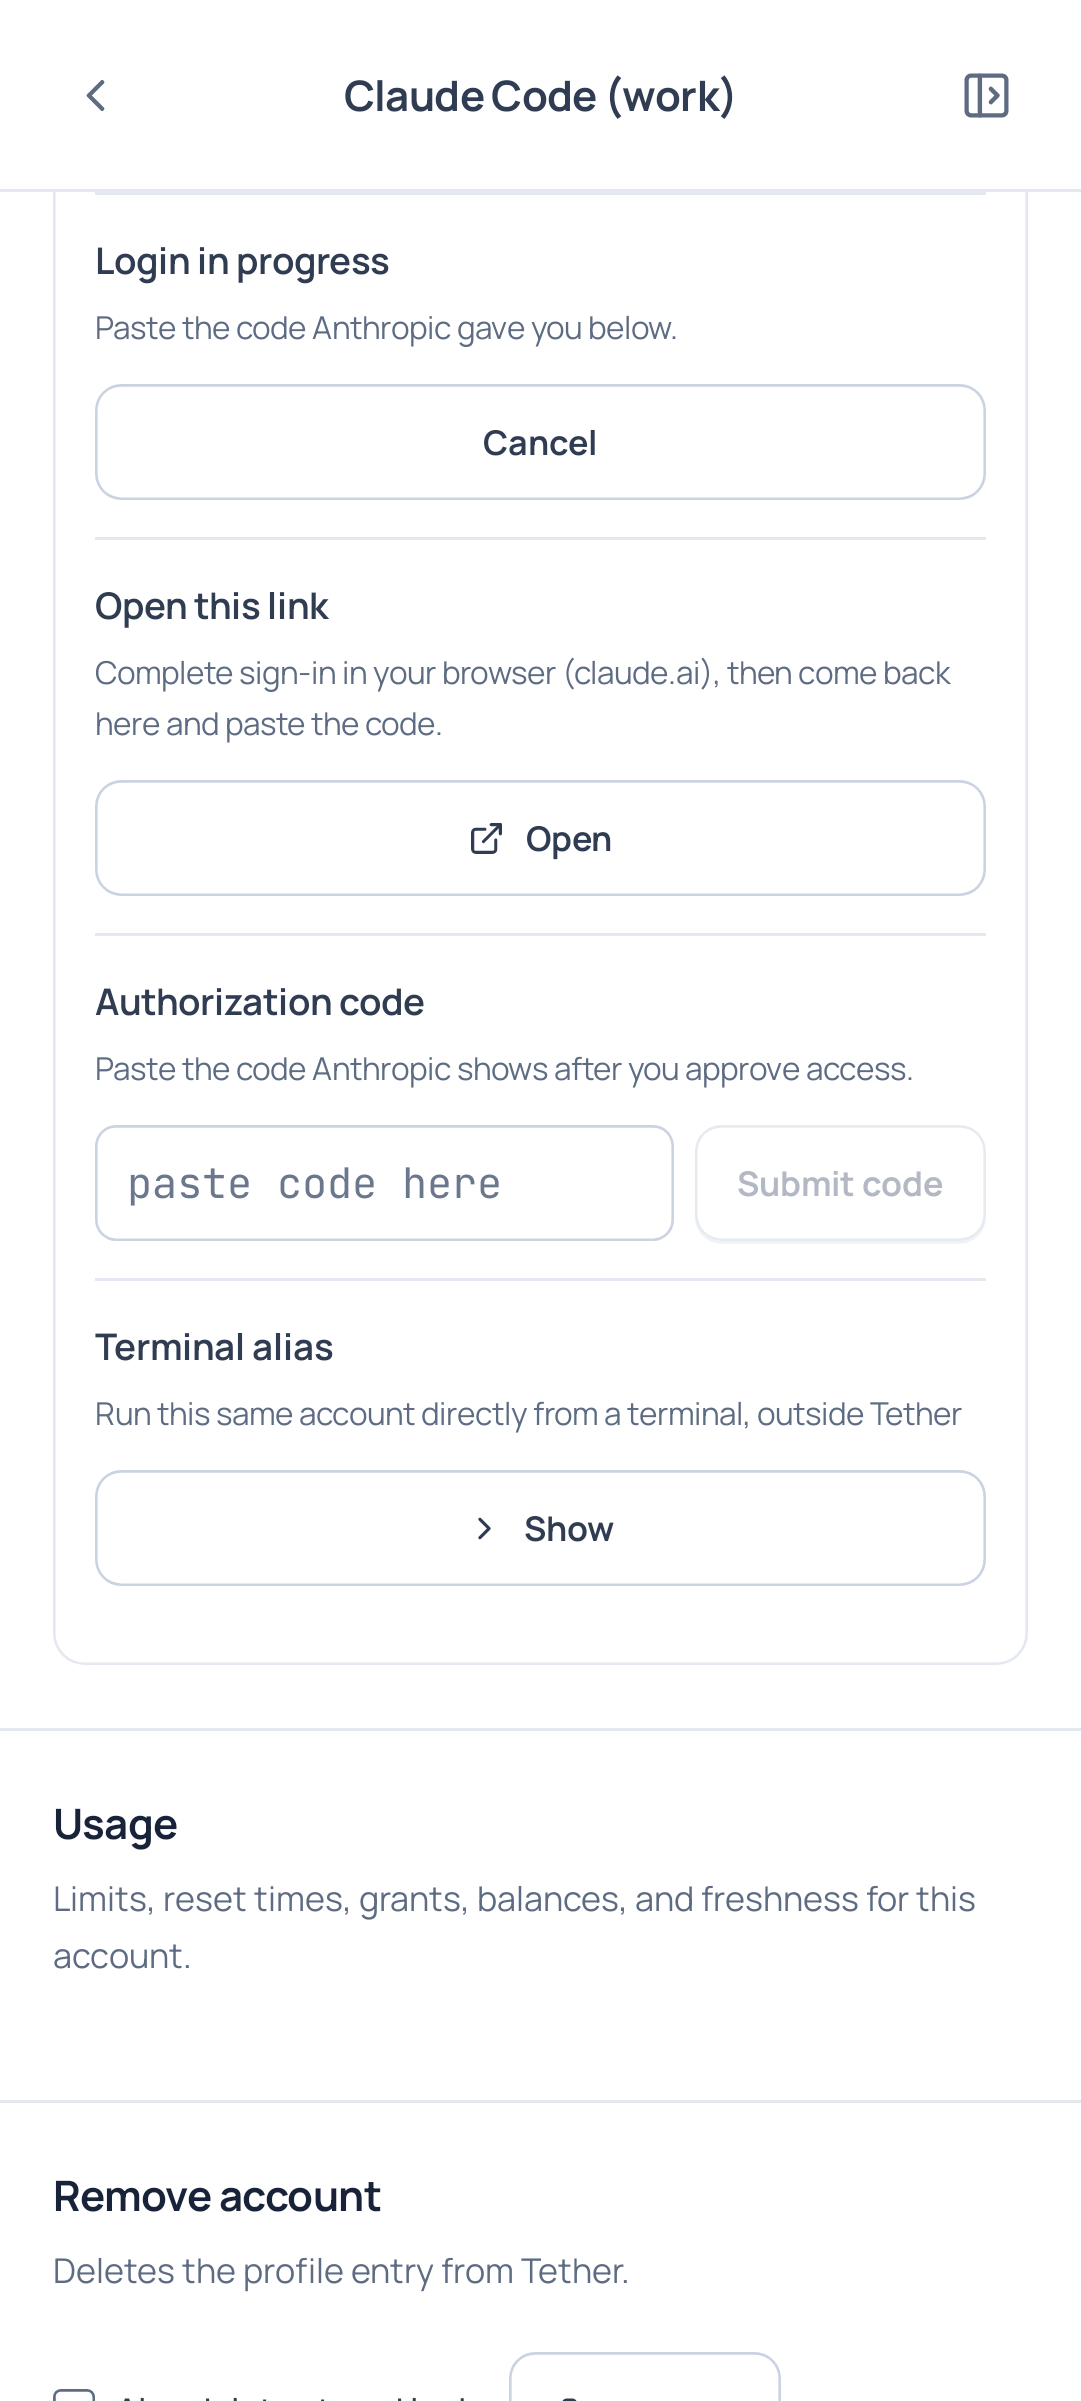 Claude Code (work)
Login in progress
Paste the code Anthropic gave you below.
Cancel
Open this link
Complete sign-in in your browser (claude.ai), then come back
here and paste the code.
Open
Authorization code
Paste the code Anthropic shows after you approve access.
paste code here
Submit code
Terminal alias
Run this same account directly from a terminal, outside Tether
Show
Usage
Limits, reset times, grants, balances, and freshness for this
account.
Remove account
Deletes the profile entry from Tether.